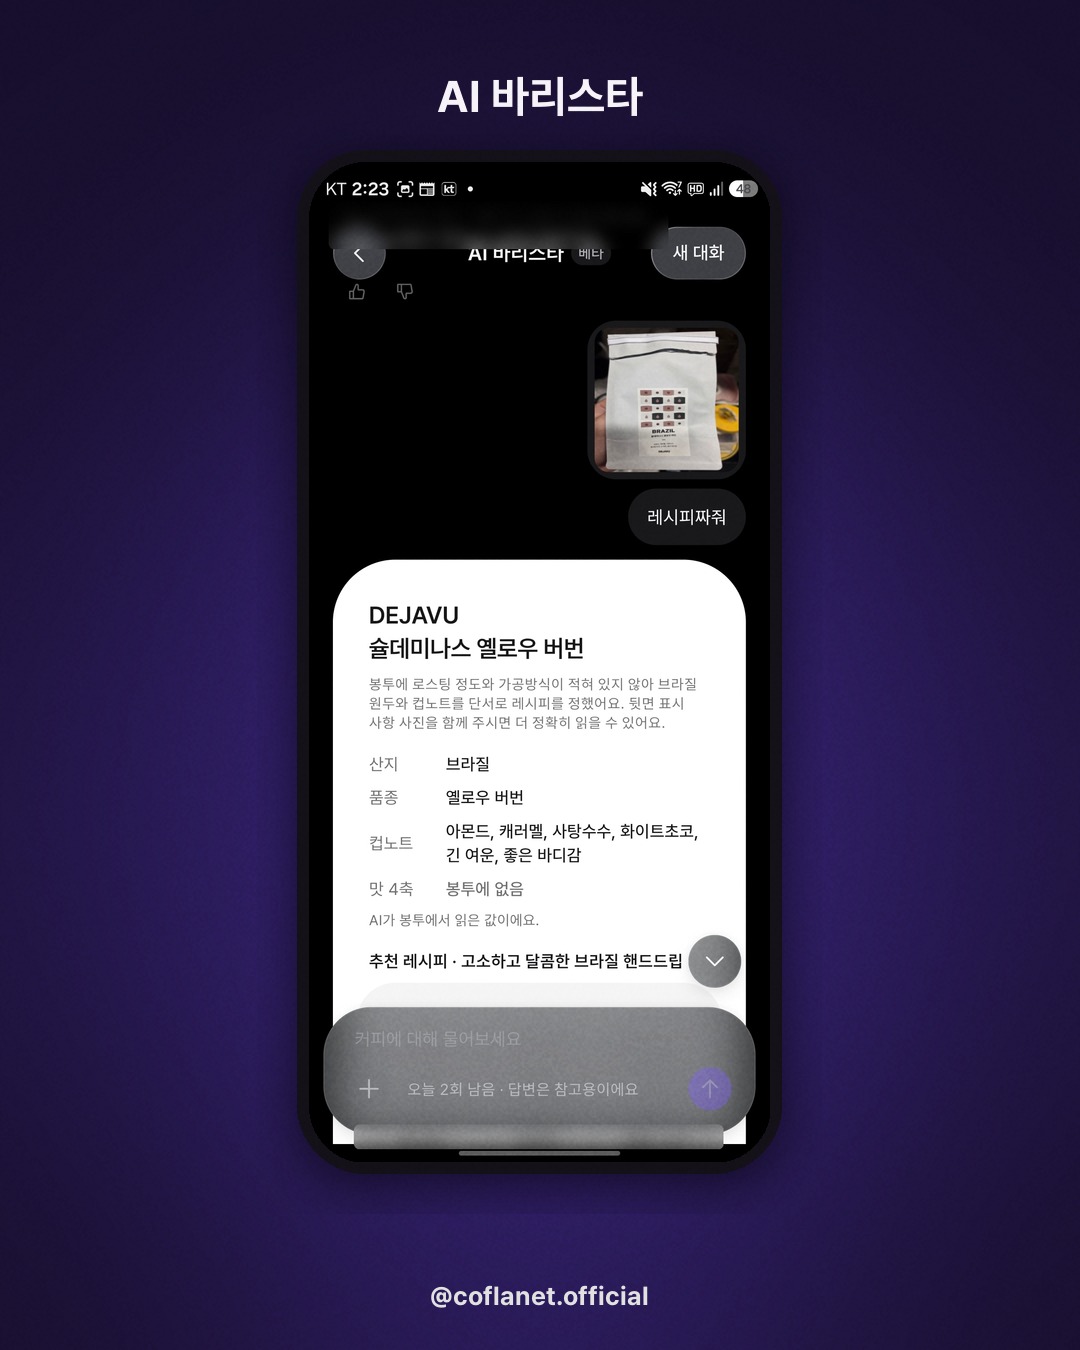 AI 바리스타
KT 2:23
kt
HD
48
AI 바리스타 베타
새 대화
BRAZIL
레시피짜줘
DEJAVU
슐데미나스 옐로우 버번
봉투에 로스팅 정도와 가공방식이 적혀 있지 않아 브라질
원두와 컵노트를 단서로 레시피를 정했어요. 뒷면 표시
사항 사진을 함께 주시면 더 정확히 읽을 수 있어요.
산지 브라질
품종 옐로우 버번
컵노트 아몬드, 캐러멜, 사탕수수, 화이트초코,
긴 여운, 좋은 바디감
맛 4축 봉투에 없음
AI가 봉투에서 읽은 값이에요.
추천 레시피 · 고소하고 달콤한 브라질 핸드드립
커피에 대해 물어보세요
오늘 2회 남음 · 답변은 참고용이에요
@coflanet.official